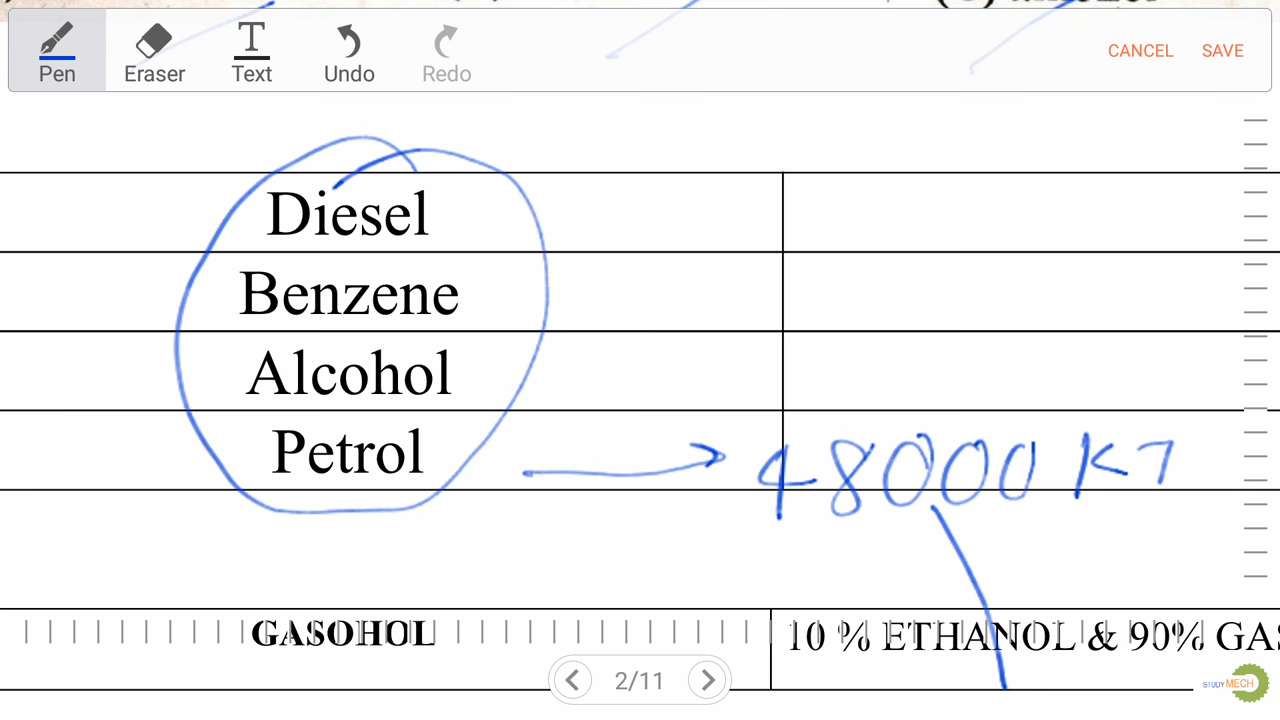 Pen Eraser Text Undo Redo CANCEL SAVE
T
Diesel
Benzene
Alcohol
Petrol
48000 KJ
GASOHOL 10 % ETHANOL & 90% GAS
2/11
STUDY MECH